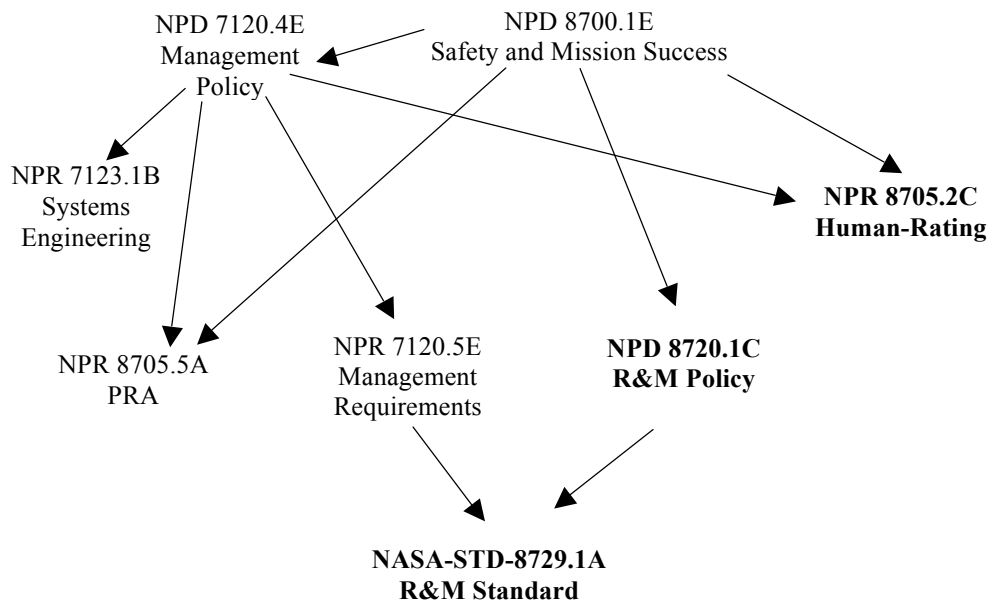 NPD 7120.4E
Management
Policy
NPD 8700.1E
Safety and Mission Success
NPR 7123.1B
Systems
Engineering
NPR 8705.2C
Human-Rating
NPR 8705.5A
PRA
NPR 7120.5E
Management
Requirements
NPD 8720.1C
R&M Policy
NASA-STD-8729.1A
R&M Standard